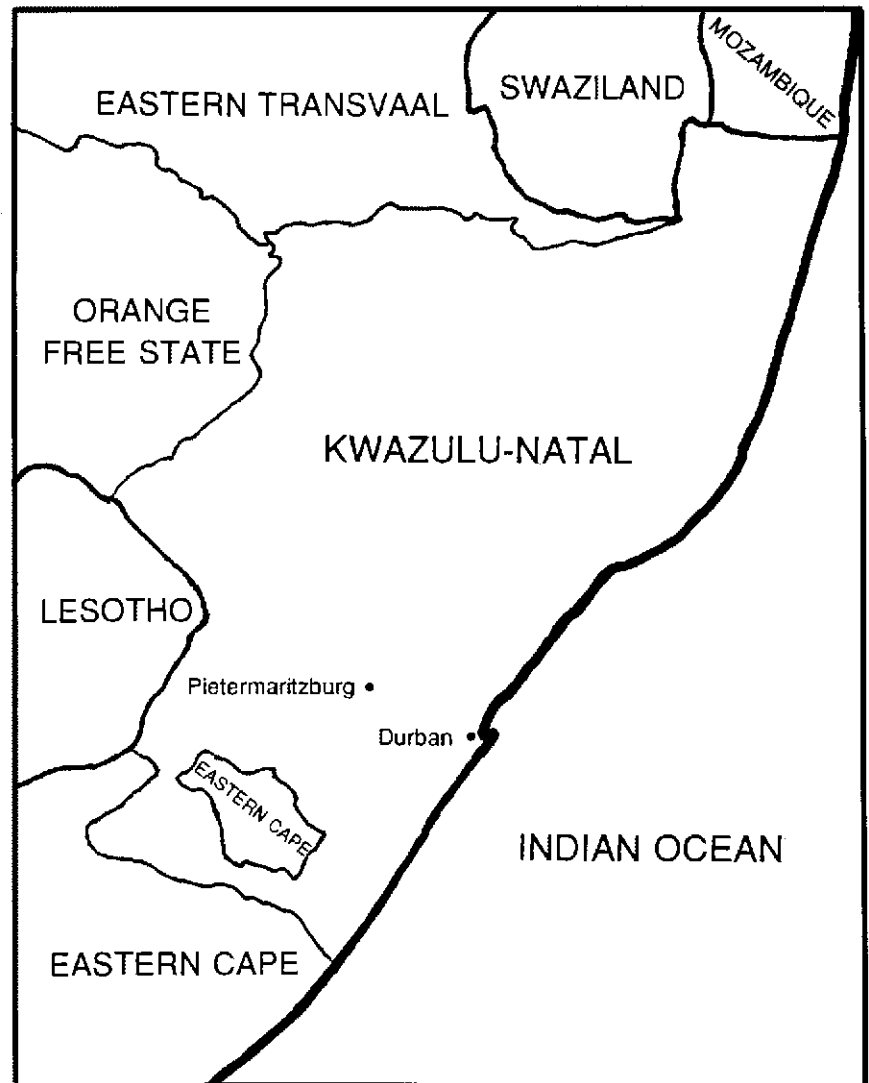 MOZAMBIQUE
SWAZILAND
EASTERN TRANSVAAL
ORANGE
FREE STATE
KWAZULU-NATAL
LESOTHO
Pietermaritzburg
Durban
EASTERN CAPE
INDIAN OCEAN
EASTERN CAPE